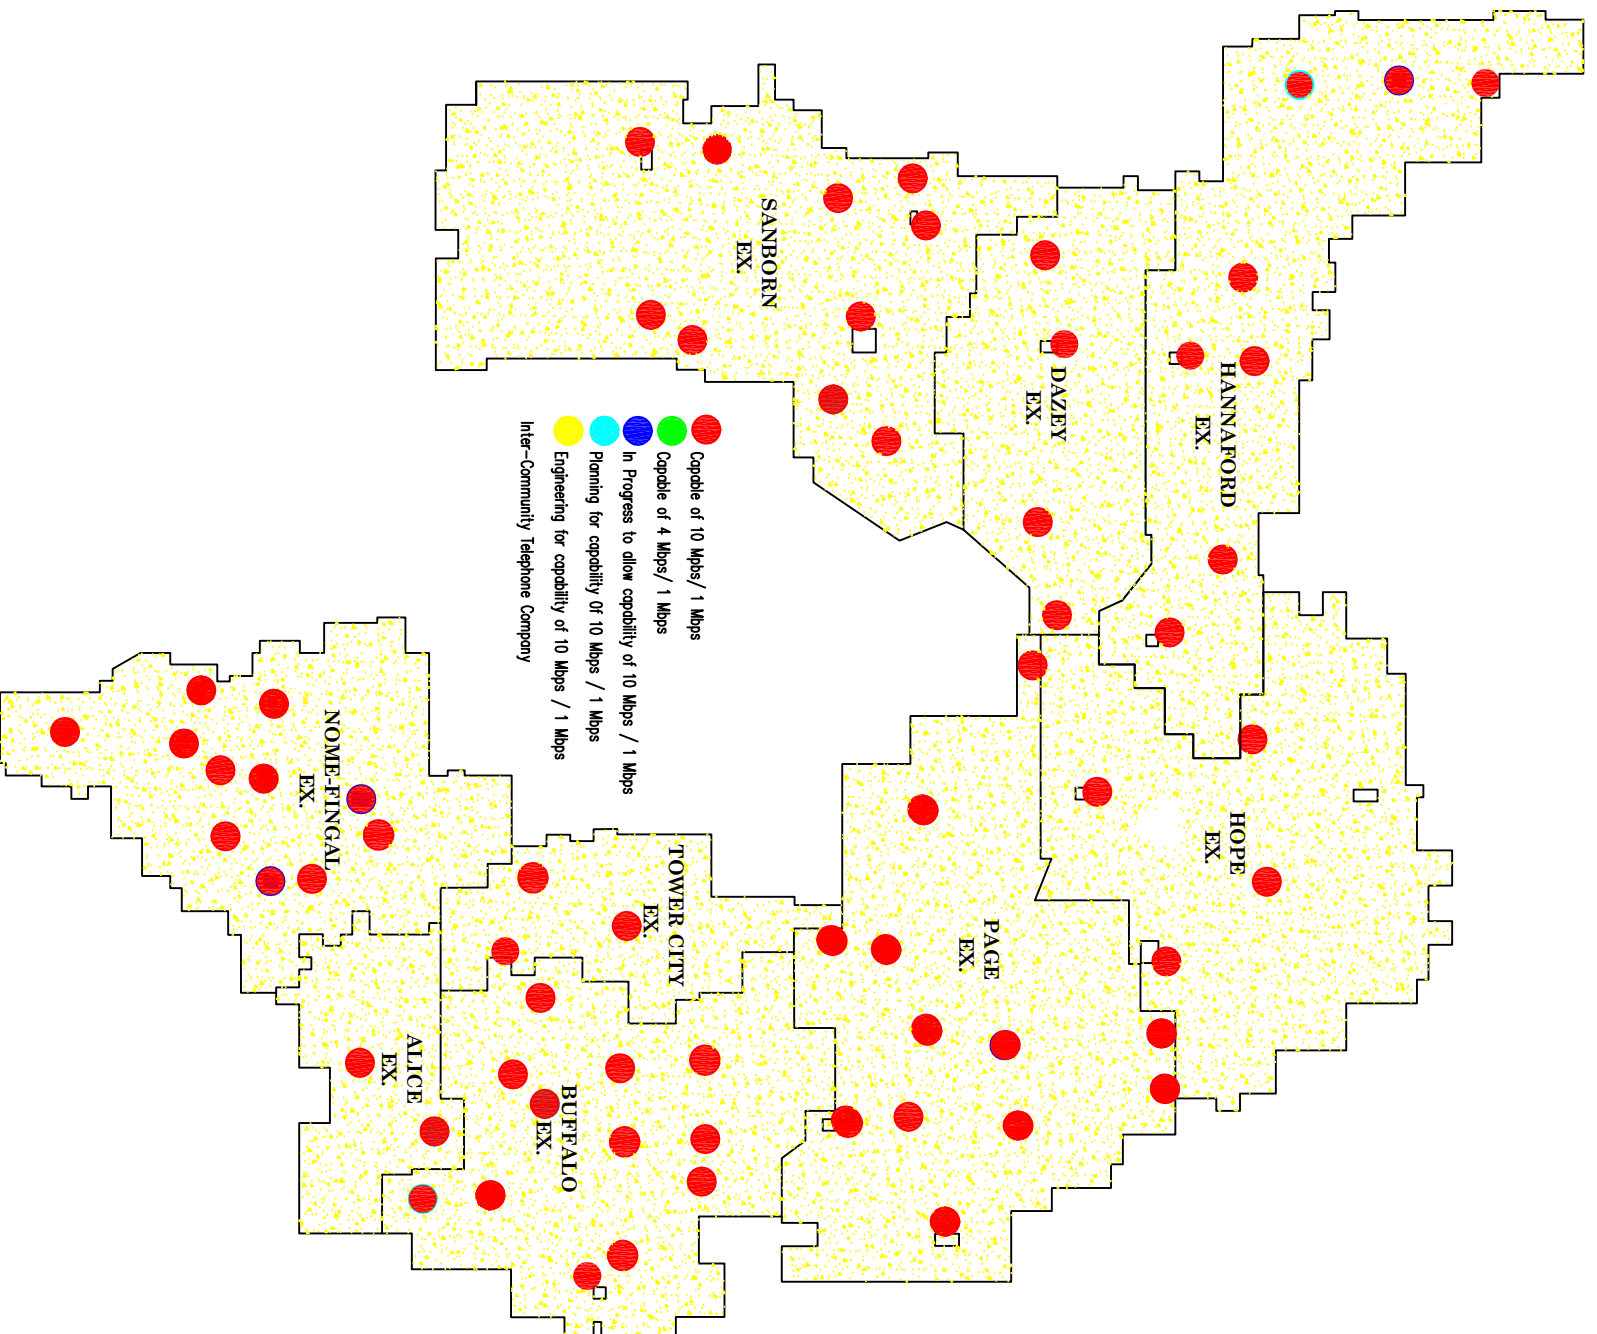 HANNAFORD
EX.
DAZEY
EX.
SANBORN
EX.
HOPE
EX.
PAGE
EX.
TOWER CITY
EX.
BUFFALO
EX.
ALICE
EX.
NOME-FINGAL
EX.
Capable of 10 Mpbs/ 1 Mbps
Capable of 4 Mbps/ 1 Mbps
In Progress to allow capability of 10 Mbps / 1 Mbps
Planning for capability Of 10 Mbps / 1 Mbps
Engineering for capability of 10 Mbps / 1 Mbps
Inter-Community Telephone Company